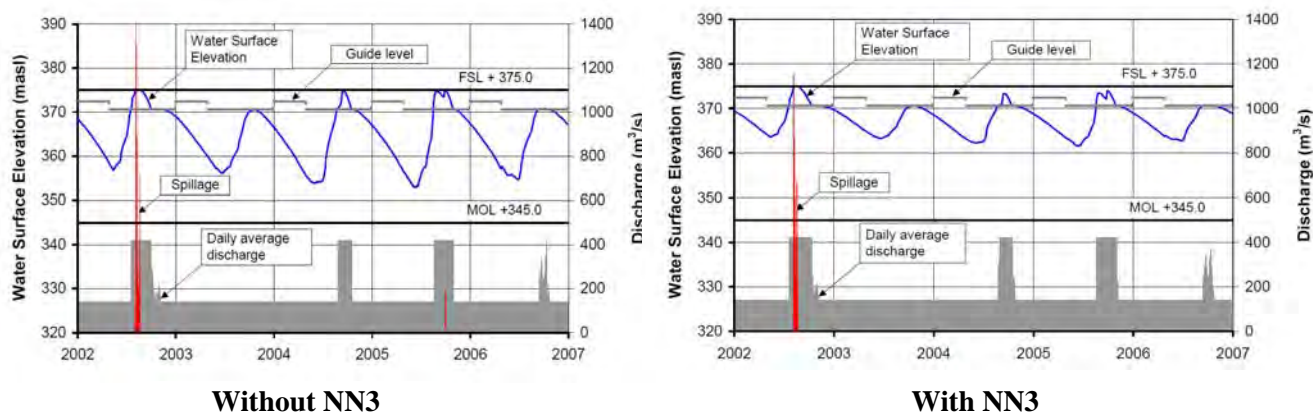 390
380
370
360
350
340
330
320
Water Surface Elevation (masl)
1400
1200
1000
800
600
400
200
0
Discharge (m³/s)
Water Surface
Elevation
Guide level
FSL + 375.0
Spillage
MOL +345.0
Daily average
discharge
2002 2003 2004 2005 2006 2007
Without NN3
390
380
370
360
350
340
330
320
Water Surface Elevation (masl)
1400
1200
1000
800
600
400
200
0
Discharge (m³/s)
Water Surface
Elevation
Guide level
FSL + 375.0
Spillage
MOL +345.0
Daily average
discharge
2002 2003 2004 2005 2006 2007
With NN3